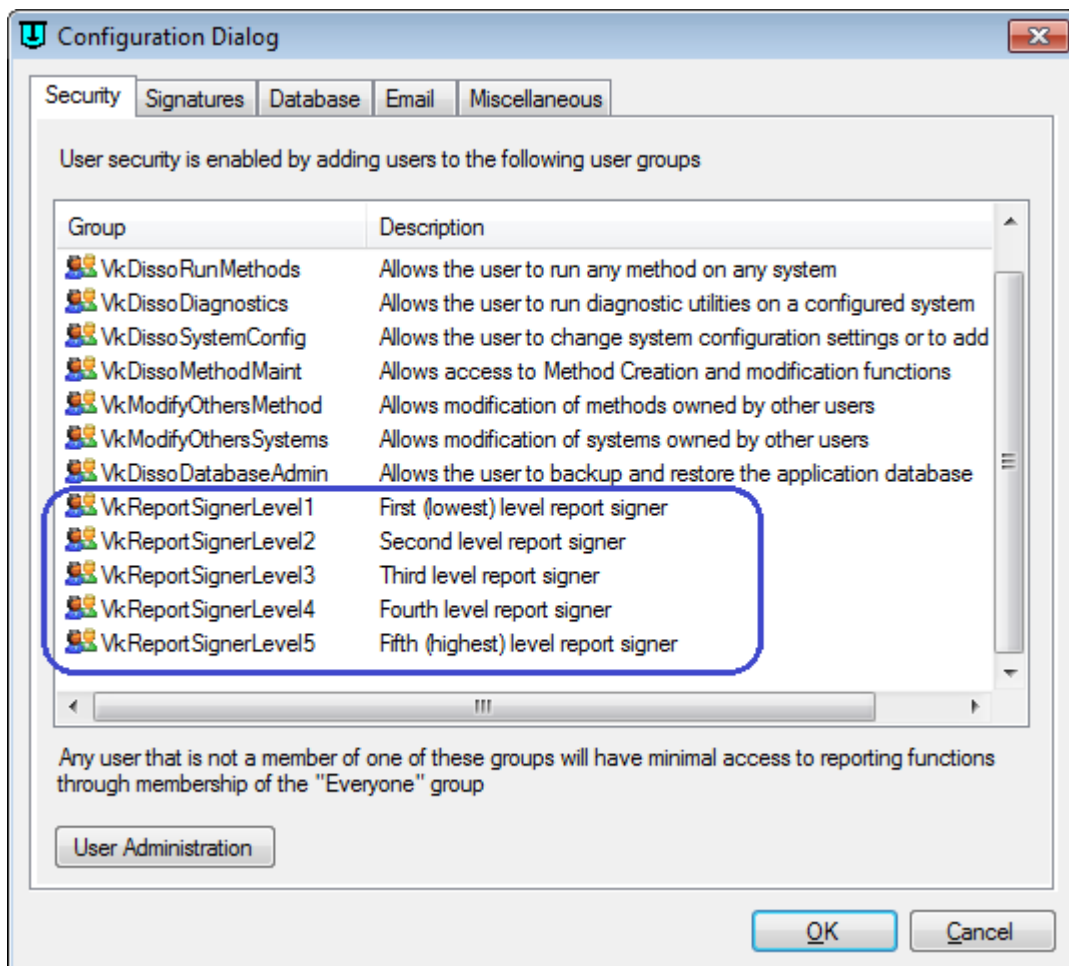 Configuration Dialog
Security Signatures Database Email Miscellaneous
User security is enabled by adding users to the following user groups
Group Description
VkDissoRunMethods Allows the user to run any method on any system
VkDissoDiagnostics Allows the user to run diagnostic utilities on a configured system
VkDissoSystemConfig Allows the user to change system configuration settings or to add
VkDissoMethodMaint Allows access to Method Creation and modification functions
VkModifyOthersMethod Allows modification of methods owned by other users
VkModifyOthersSystems Allows modification of systems owned by other users
VkDissoDatabaseAdmin Allows the user to backup and restore the application database
VkReportSignerLevel1 First (lowest) level report signer
VkReportSignerLevel2 Second level report signer
VkReportSignerLevel3 Third level report signer
VkReportSignerLevel4 Fourth level report signer
VkReportSignerLevel5 Fifth (highest) level report signer
Any user that is not a member of one of these groups will have minimal access to reporting functions
through membership of the "Everyone" group
User Administration
OK Cancel